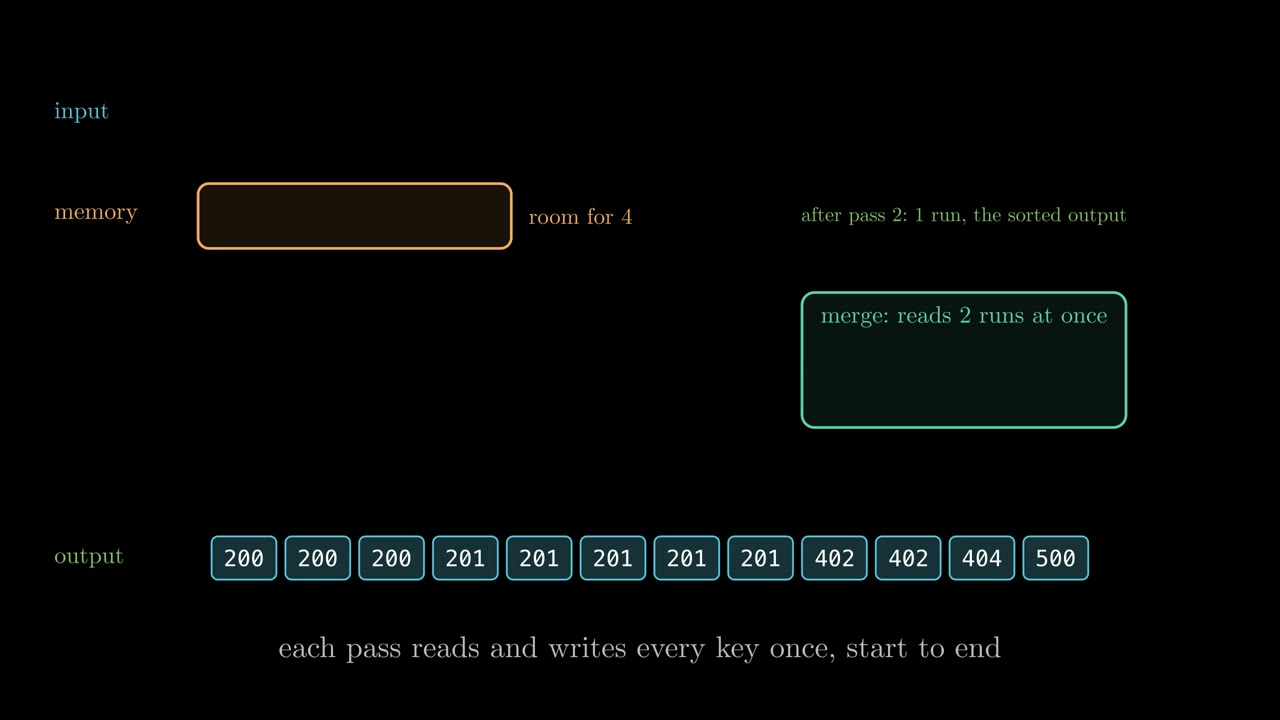 input
memory
room for 4
after pass 2: 1 run, the sorted output
merge: reads 2 runs at once
output
200 200 200 201 201 201 201 201 402 402 404 500
each pass reads and writes every key once, start to end